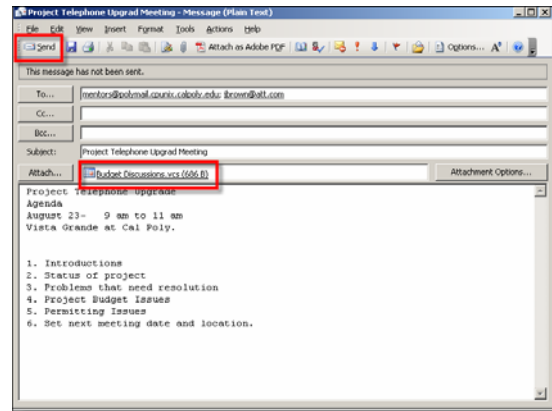 Project Telephone Upgrad Meeting - Message (Plain Text)
File Edit View Insert Format Tools Actions Help
Send Attach as Adobe PDF Options...
This message has not been sent.
To... mentors@polymail.cpunix.calpoly.edu; jbrown@att.com
Cc...
Bcc...
Subject: Project Telephone Upgrad Meeting
Attach... Budget Discussions.vcs (686 B) Attachment Options...
Project Telephone Upgrade
Agenda
August 23- 9 am to 11 am
Vista Grande at Cal Poly.
1. Introductions
2. Status of project
3. Problems that need resolution
4. Project Budget Issues
5. Permitting Issues
6. Set next meeting date and location.